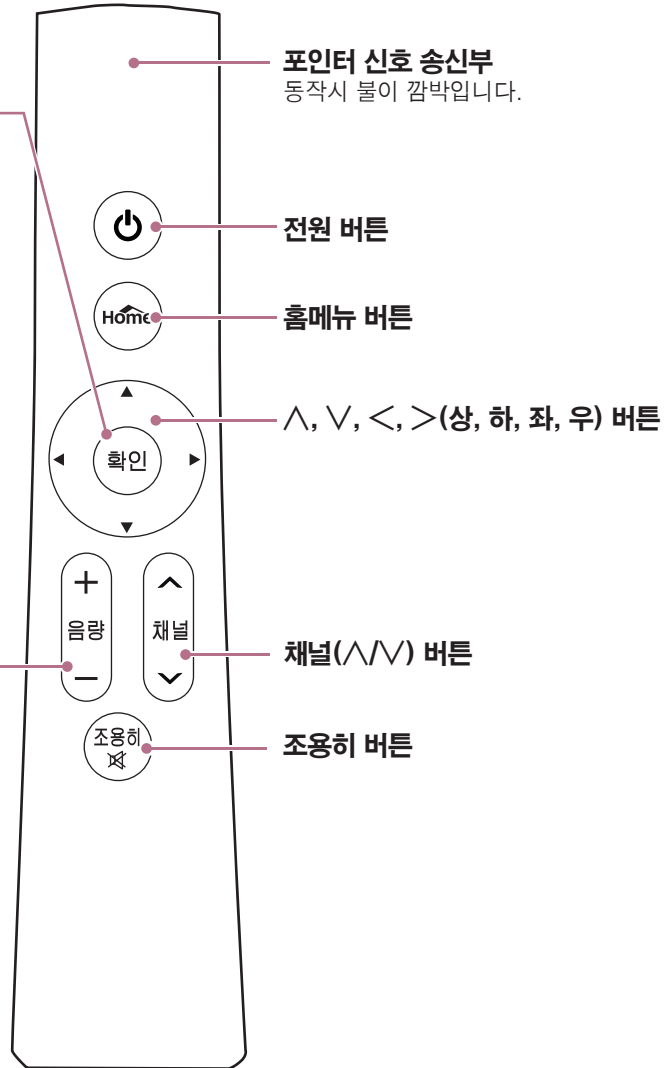 포인터 신호 송신부
동작시 불이 깜박입니다.
전원 버튼
Home
홈메뉴 버튼
∧, ∨, <, >(상, 하, 좌, 우) 버튼
확인
+
음량
−
채널
채널(∧/∨) 버튼
조용히
조용히 버튼